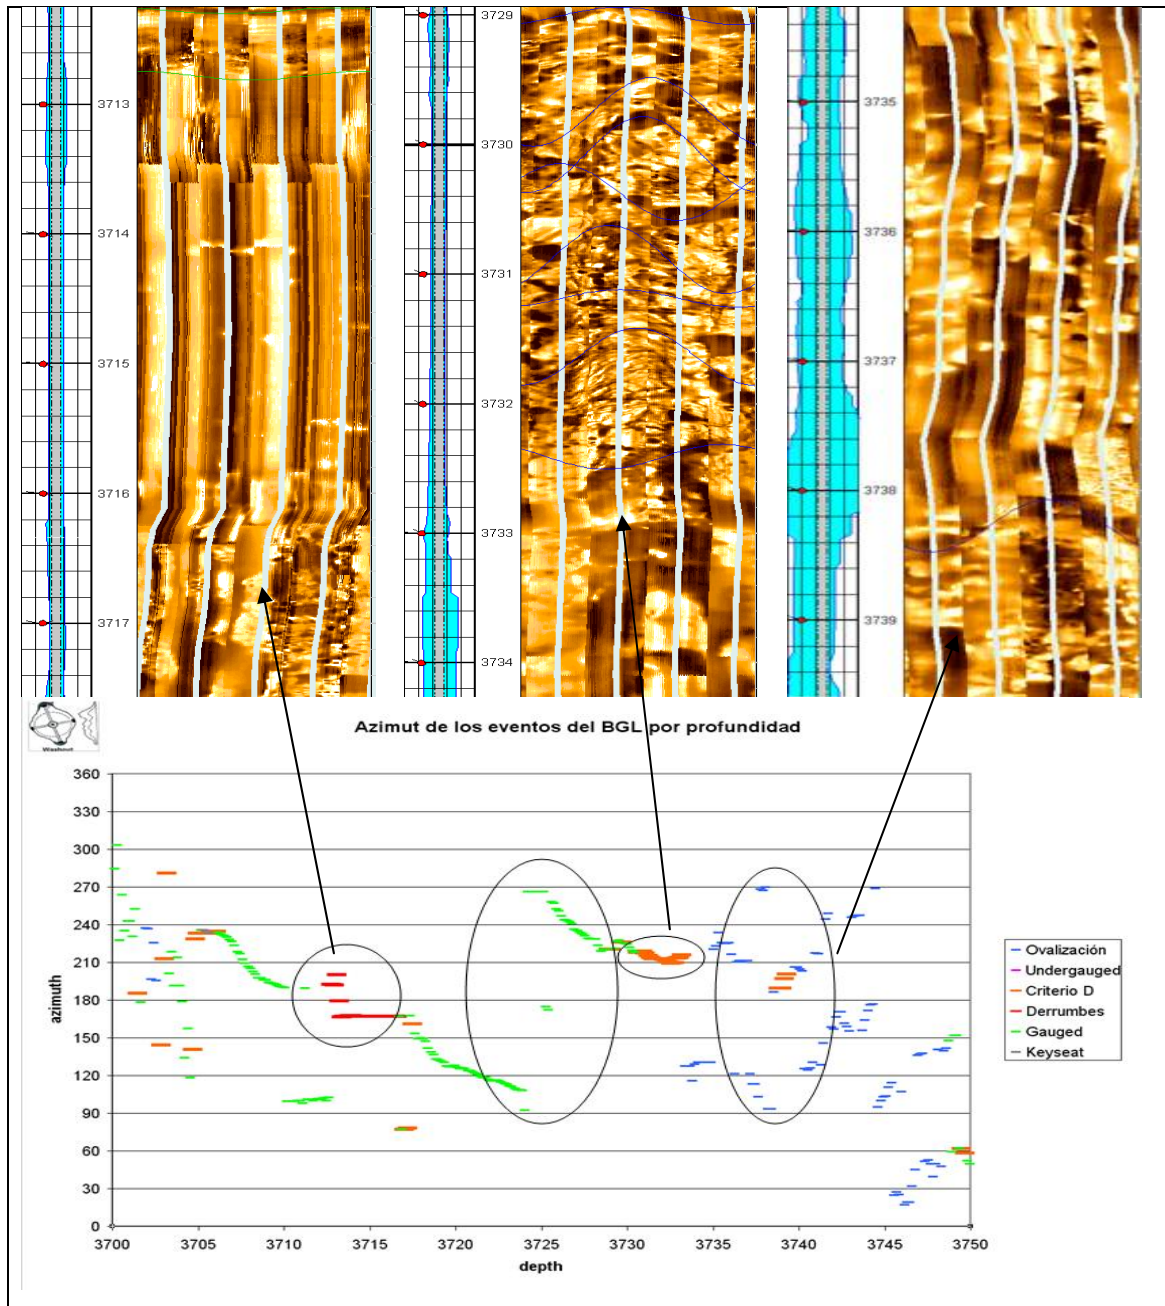 3713
3714
3715
3716
3717
3729
3730
3731
3732
3733
3734
3735
3736
3737
3738
3739
Washout
Azimut de los eventos del BGL por profundidad
azimuth
360
330
300
270
240
210
180
150
120
90
60
30
0
3700 3705 3710 3715 3720 3725 3730 3735 3740 3745 3750
depth
Ovalización
Undergauged
Criterio D
Derrumbes
Gauged
Keyseat